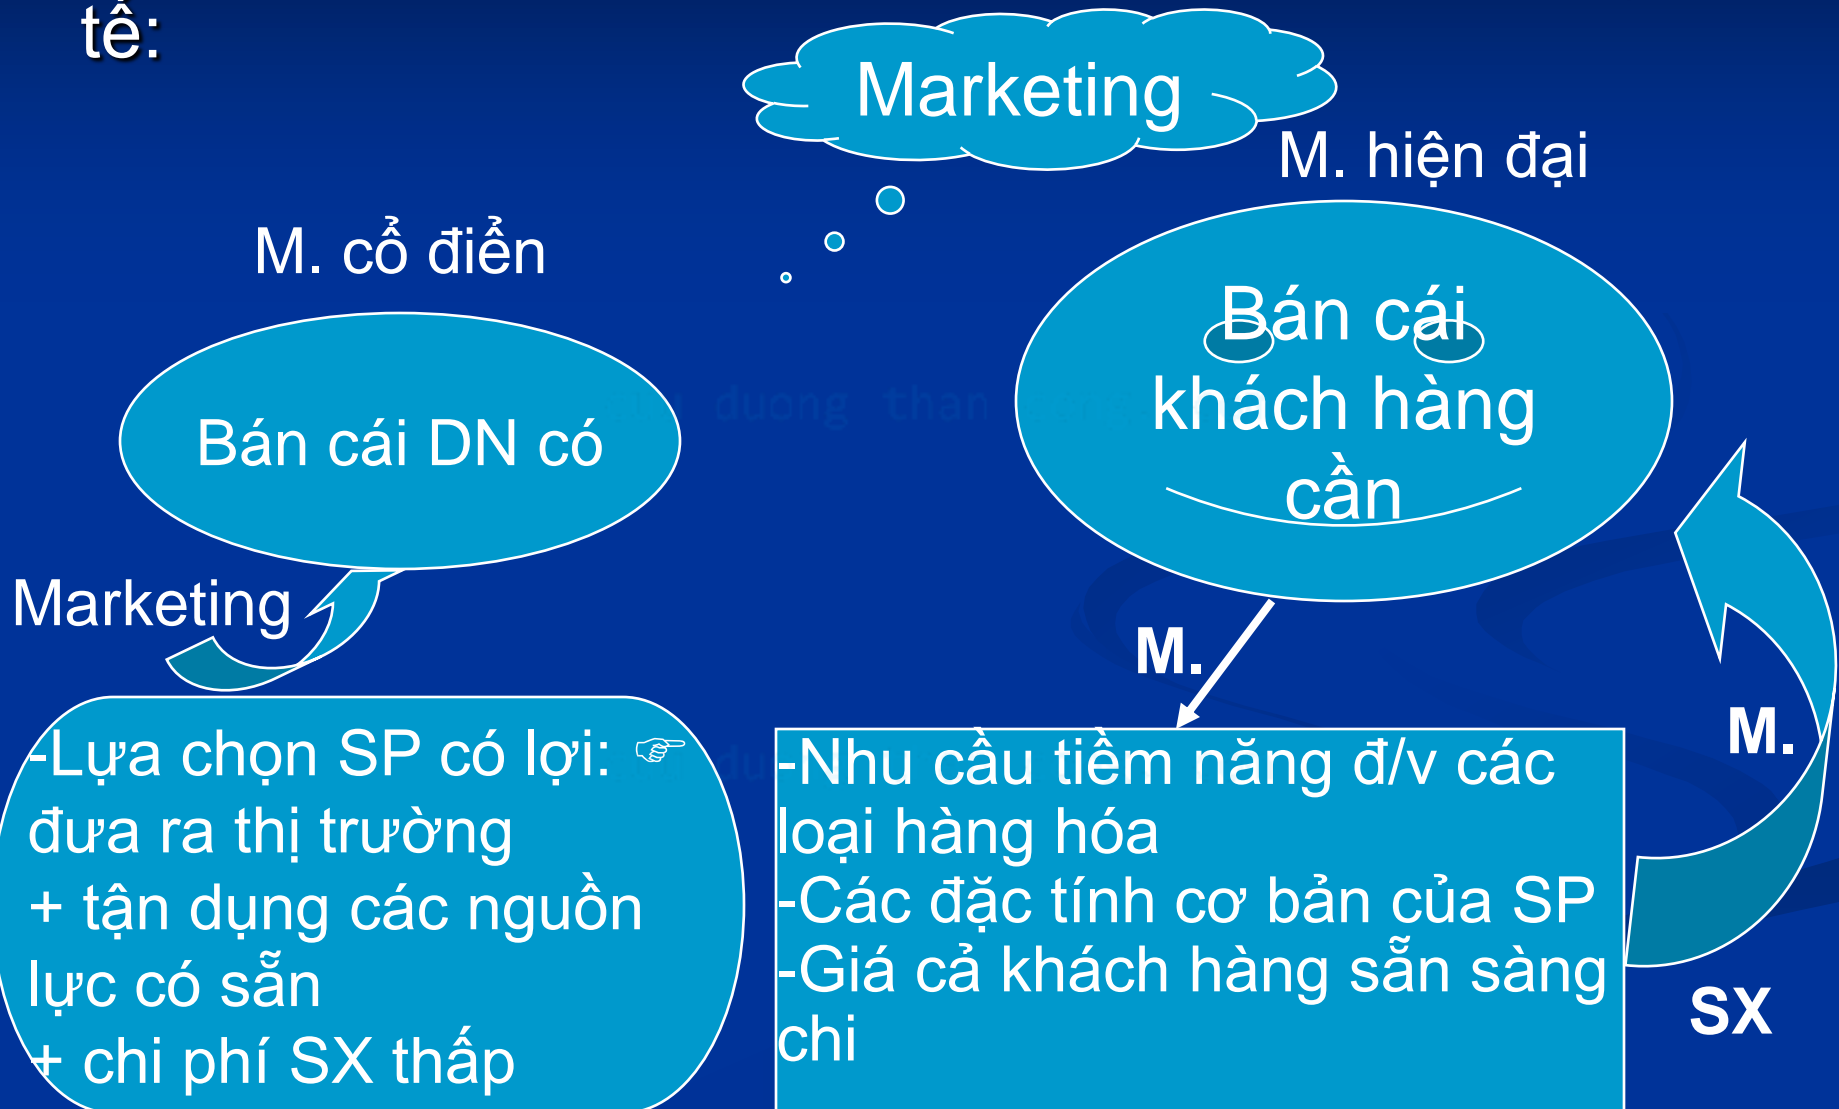 tế:
Marketing
M. hiện đại
M. cổ điển
Bán cái
khách hàng
cần
Bán cái DN có
duong than
Marketing
M.
M.
-Lựa chọn SP có lợi: ☞
đưa ra thị trường
+ tận dụng các nguồn
lực có sẵn
+ chi phí SX thấp
-Nhu cầu tiềm năng đ/v các
loại hàng hóa
-Các đặc tính cơ bản của SP
-Giá cả khách hàng sẵn sàng
chi
SX